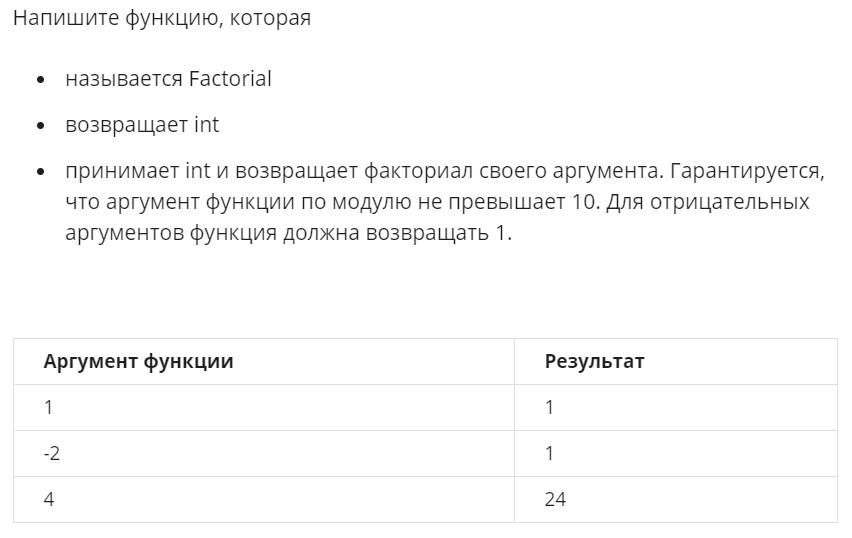 Напишите функцию, которая
• называется Factorial
• возвращает int
• принимает int и возвращает факториал своего аргумента. Гарантируется,
что аргумент функции по модулю не превышает 10. Для отрицательных
аргументов функция должна возвращать 1.
Аргумент функции Результат
1 1
-2 1
4 24